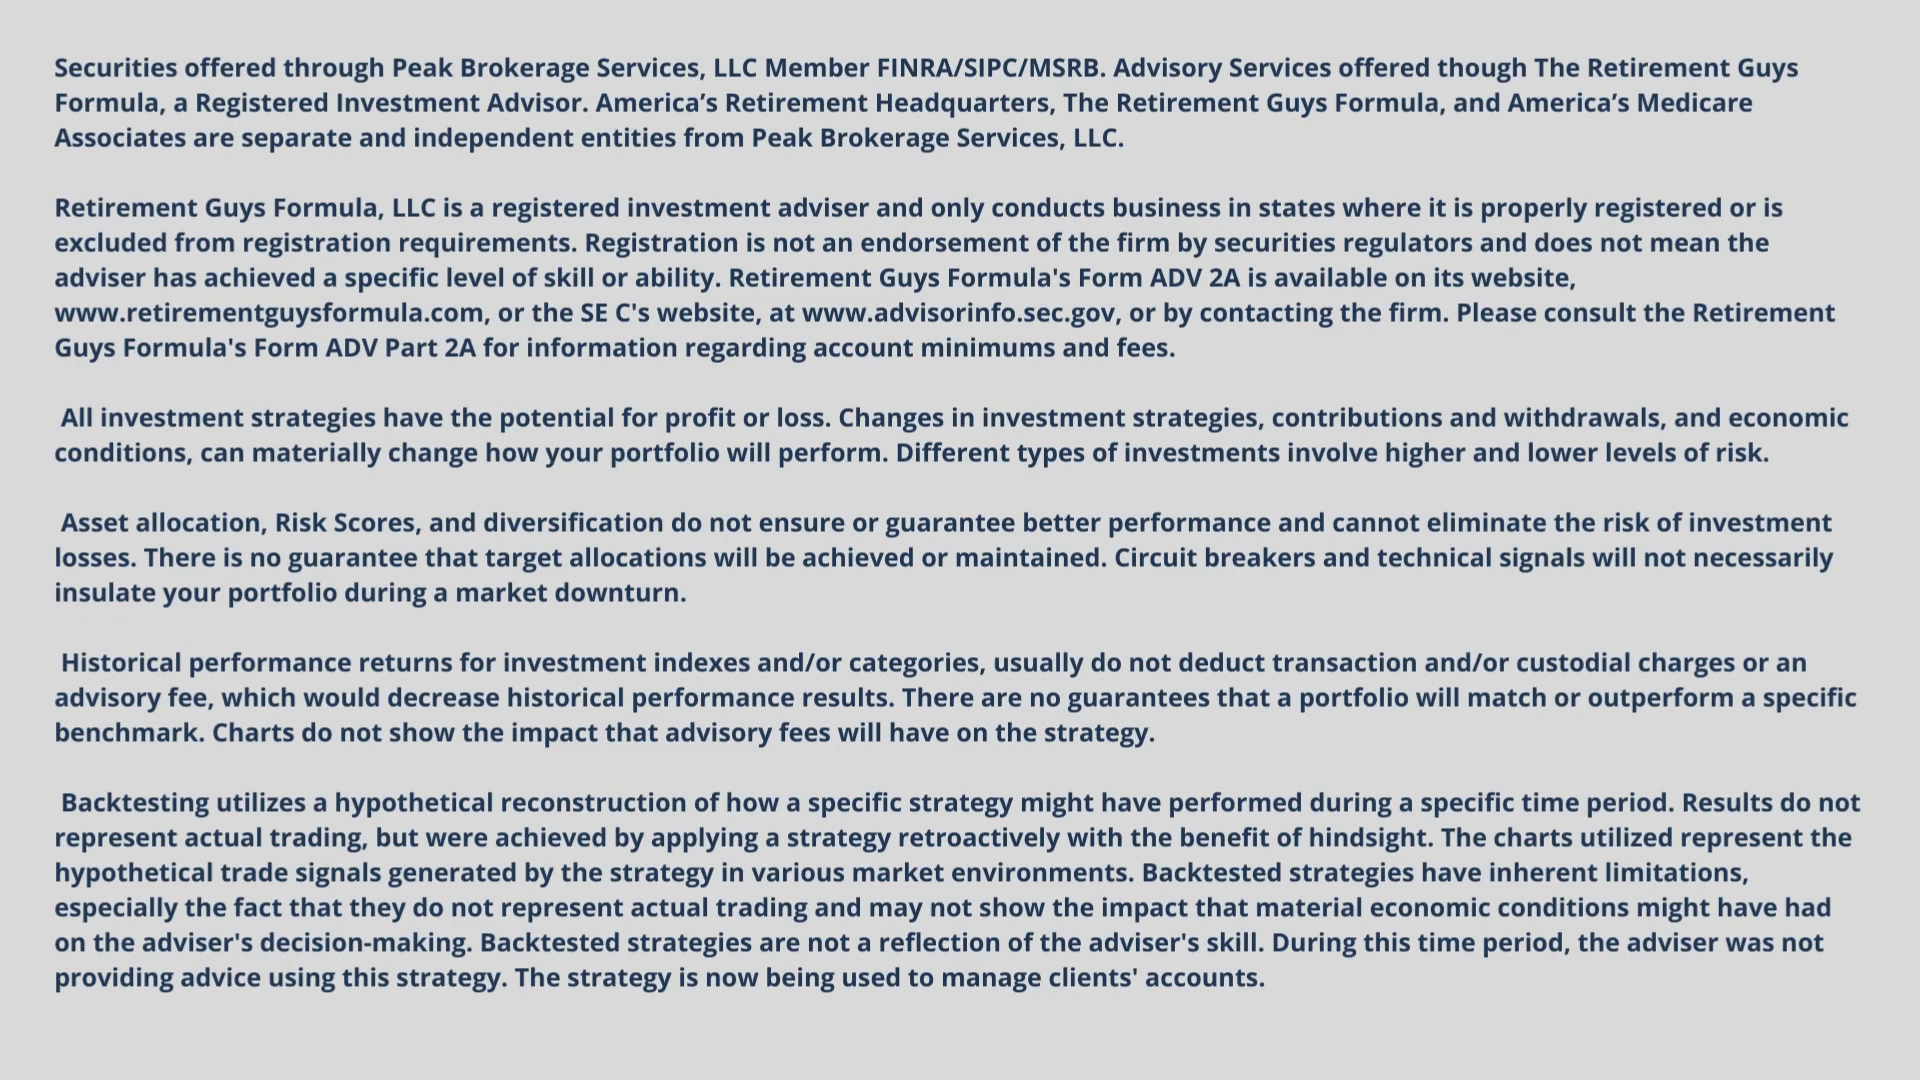 Securities offered through Peak Brokerage Services, LLC Member FINRA/SIPC/MSRB. Advisory Services offered though The Retirement Guys
Formula, a Registered Investment Advisor. America’s Retirement Headquarters, The Retirement Guys Formula, and America’s Medicare
Associates are separate and independent entities from Peak Brokerage Services, LLC.
Retirement Guys Formula, LLC is a registered investment adviser and only conducts business in states where it is properly registered or is
excluded from registration requirements. Registration is not an endorsement of the firm by securities regulators and does not mean the
adviser has achieved a specific level of skill or ability. Retirement Guys Formula's Form ADV 2A is available on its website,
www.retirementguysformula.com, or the SE C's website, at www.advisorinfo.sec.gov, or by contacting the firm. Please consult the Retirement
Guys Formula's Form ADV Part 2A for information regarding account minimums and fees.
All investment strategies have the potential for profit or loss. Changes in investment strategies, contributions and withdrawals, and economic
conditions, can materially change how your portfolio will perform. Different types of investments involve higher and lower levels of risk.
Asset allocation, Risk Scores, and diversification do not ensure or guarantee better performance and cannot eliminate the risk of investment
losses. There is no guarantee that target allocations will be achieved or maintained. Circuit breakers and technical signals will not necessarily
insulate your portfolio during a market downturn.
Historical performance returns for investment indexes and/or categories, usually do not deduct transaction and/or custodial charges or an
advisory fee, which would decrease historical performance results. There are no guarantees that a portfolio will match or outperform a specific
benchmark. Charts do not show the impact that advisory fees will have on the strategy.
Backtesting utilizes a hypothetical reconstruction of how a specific strategy might have performed during a specific time period. Results do not
represent actual trading, but were achieved by applying a strategy retroactively with the benefit of hindsight. The charts utilized represent the
hypothetical trade signals generated by the strategy in various market environments. Backtested strategies have inherent limitations,
especially the fact that they do not represent actual trading and may not show the impact that material economic conditions might have had
on the adviser's decision-making. Backtested strategies are not a reflection of the adviser's skill. During this time period, the adviser was not
providing advice using this strategy. The strategy is now being used to manage clients' accounts.